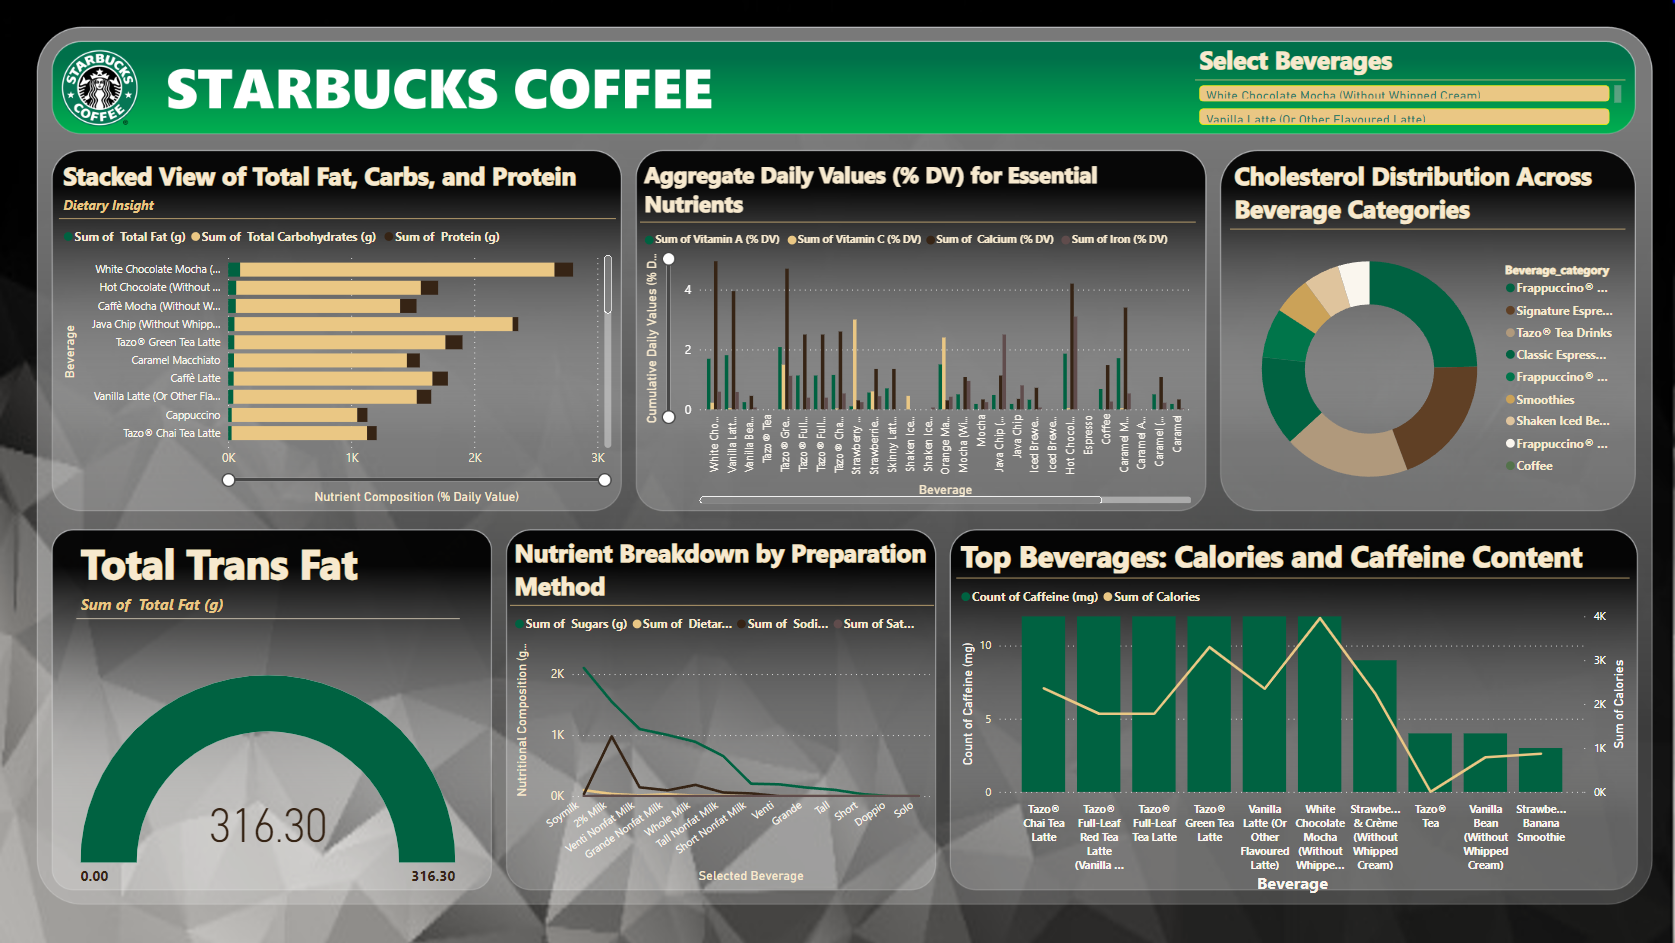 STARBUCKS
COFFEE
STARBUCKS COFFEE
Select Beverages
White Chocolate Mocha (Without Whipped Cream)
Vanilla Latte (Or Other Flavoured Latte)
Stacked View of Total Fat, Carbs, and Protein
Dietary Insight
Sum of Total Fat (g) Sum of Total Carbohydrates (g) Sum of Protein (g)
Beverage
White Chocolate Mocha (...
Hot Chocolate (Without ...
Caffè Mocha (Without W...
Java Chip (Without Whipp...
Tazo® Green Tea Latte
Caramel Macchiato
Caffè Latte
Vanilla Latte (Or Other Fla...
Cappuccino
Tazo® Chai Tea Latte
0K 1K 2K 3K
Nutrient Composition (% Daily Value)
Aggregate Daily Values (% DV) for Essential
Nutrients
Sum of Vitamin A (% DV) Sum of Vitamin C (% DV) Sum of Calcium (% DV) Sum of Iron (% DV)
Cumulative Daily Values (% D...
4
2
0
White Cho...
Vanilla Latt...
Vanilla Bea...
Tazo® Tea
Tazo® Gre...
Tazo® Full...
Tazo® Full...
Tazo® Cha...
Strawberry ...
Strawberrie...
Skinny Latt...
Shaken Ice...
Shaken Ice...
Orange Ma...
Mocha (Wi...
Mocha
Java Chip (...
Java Chip
Iced Brewe...
Iced Brewe...
Hot Chocol...
Espresso
Coffee
Caramel M...
Caramel A...
Caramel (...
Caramel
Beverage
Cholesterol Distribution Across
Beverage Categories
Beverage_category
Frappuccino® ...
Signature Espre...
Tazo® Tea Drinks
Classic Espress...
Frappuccino® ...
Smoothies
Shaken Iced Be...
Frappuccino® ...
Coffee
Total Trans Fat
Sum of Total Fat (g)
316.30
0.00 316.30
Nutrient Breakdown by Preparation
Method
Sum of Sugars (g) Sum of Dietar... Sum of Sodi... Sum of Sat...
Nutritional Composition (g...
2K
1K
0K
Soymilk
2% Milk
Venti Nonfat Milk
Grande Nonfat Milk
Whole Milk
Tall Nonfat Milk
Short Nonfat Milk
Venti
Grande
Tall
Short
Doppio
Solo
Selected Beverage
Top Beverages: Calories and Caffeine Content
Count of Caffeine (mg) Sum of Calories
Count of Caffeine (mg)
10
5
0
4K
3K
2K
1K
0K
Sum of Calories
Tazo®
Chai Tea
Latte
Tazo®
Full-Leaf
Red Tea
Latte
(Vanilla ...
Tazo®
Full-Leaf
Tea Latte
Tazo®
Green Tea
Latte
Vanilla
Latte (Or
Other
Flavoured
Latte)
White
Chocolate
Mocha
(Without
Whippe...
Strawbe...
& Crème
(Without
Whipped
Cream)
Tazo®
Tea
Vanilla
Bean
(Without
Whipped
Cream)
Strawbe...
Banana
Smoothie
Beverage